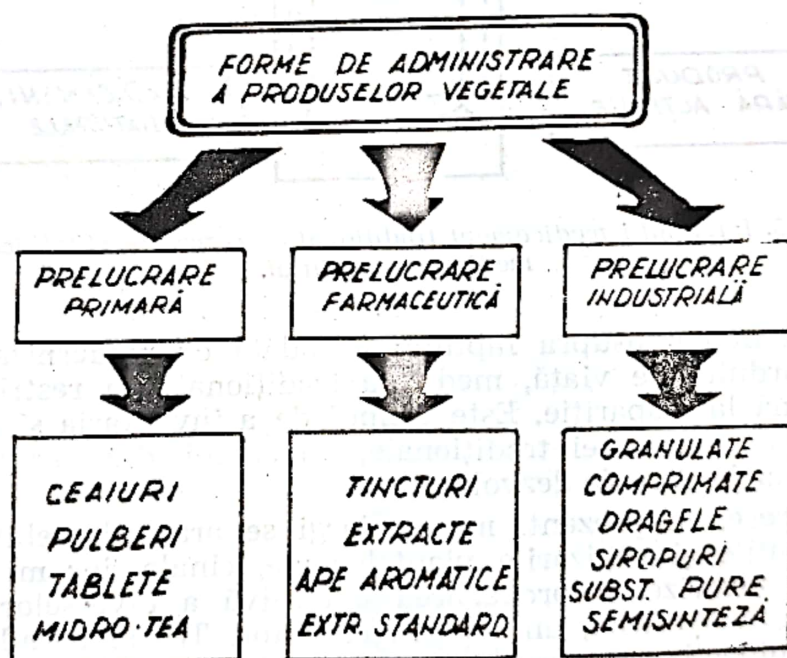 FORME DE ADMINISTRARE
A PRODUSELOR VEGETALE
PRELUCRARE
PRIMARĂ
PRELUCRARE
FARMACEUTICĂ
PRELUCRARE
INDUSTRIALĂ
CEAIURI
PULBERI
TABLETE
MIDRO-TEA
TINCTURI
EXTRACTE
APE AROMATICE
EXTR. STANDARD
GRANULATE
COMPRIMATE
DRAGELE
SIROPURI
SUBST. PURE
SEMISINTEZĂ